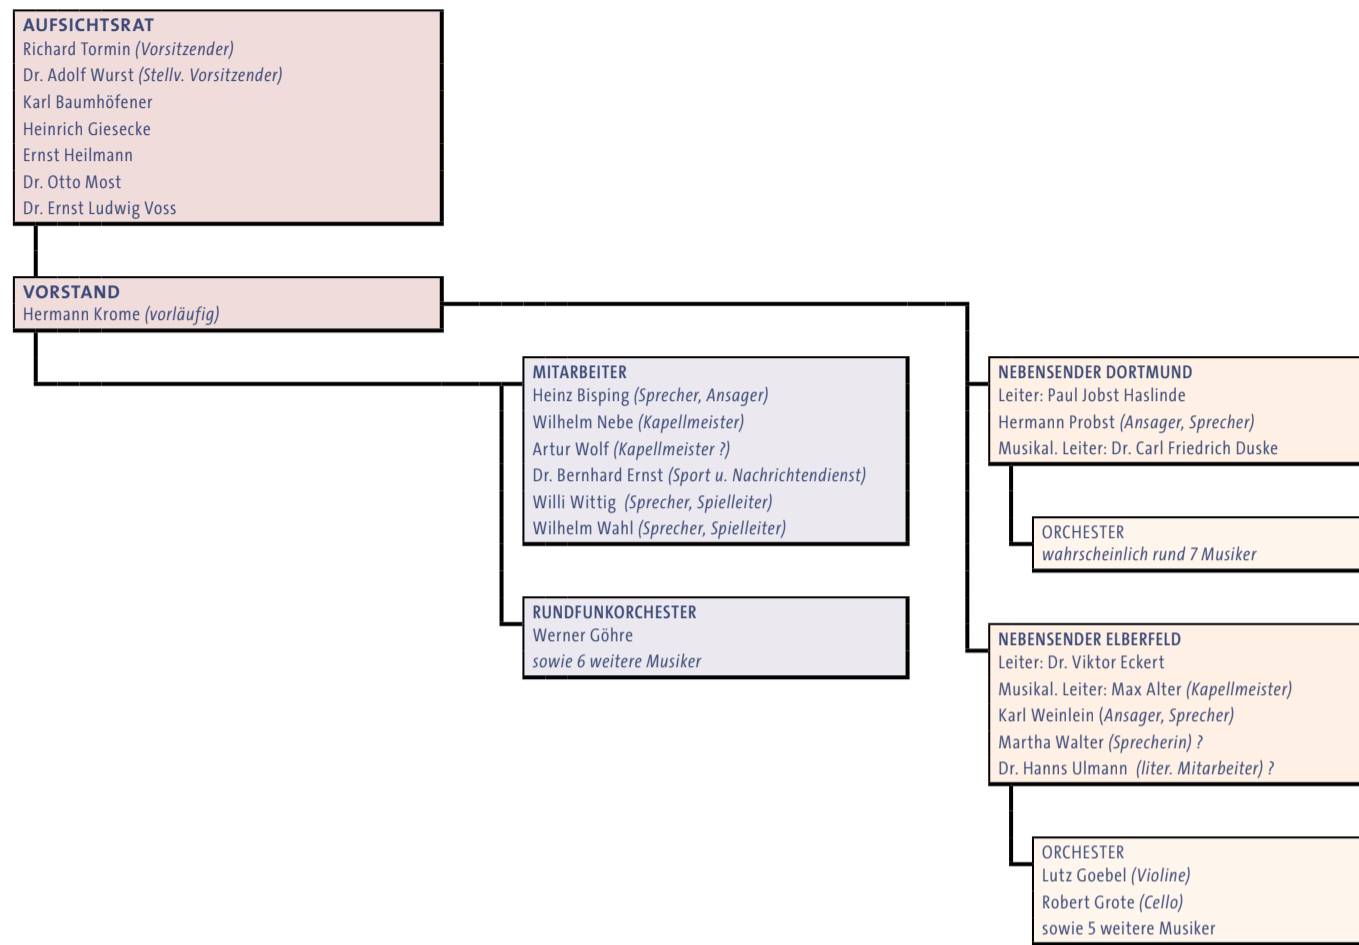 AUFSICHTSRAT
Richard Tormin (Vorsitzender)
Dr. Adolf Wurst (Stellv. Vorsitzender)
Karl Baumhöfener
Heinrich Giesecke
Ernst Heilmann
Dr. Otto Most
Dr. Ernst Ludwig Voss
VORSTAND
Hermann Krome (vorläufig)
MITARBEITER
Heinz Bisping (Sprecher, Ansager)
Wilhelm Nebe (Kapellmeister)
Artur Wolf (Kapellmeister ?)
Dr. Bernhard Ernst (Sport u. Nachrichtendienst)
Willi Wittig (Sprecher, Spielleiter)
Wilhelm Wahl (Sprecher, Spielleiter)
RUNDFUNKORCHESTER
Werner Göhre
sowie 6 weitere Musiker
NEBENSENDER DORTMUND
Leiter: Paul Jobst Haslinde
Hermann Probst (Ansager, Sprecher)
Musikal. Leiter: Dr. Carl Friedrich Duske
ORCHESTER
wahrscheinlich rund 7 Musiker
NEBENSENDER ELBERFELD
Leiter: Dr. Viktor Eckert
Musikal. Leiter: Max Alter (Kapellmeister)
Karl Weinlein (Ansager, Sprecher)
Martha Walter (Sprecherin) ?
Dr. Hanns Ulmann (liter. Mitarbeiter) ?
ORCHESTER
Lutz Goebel (Violine)
Robert Grote (Cello)
sowie 5 weitere Musiker